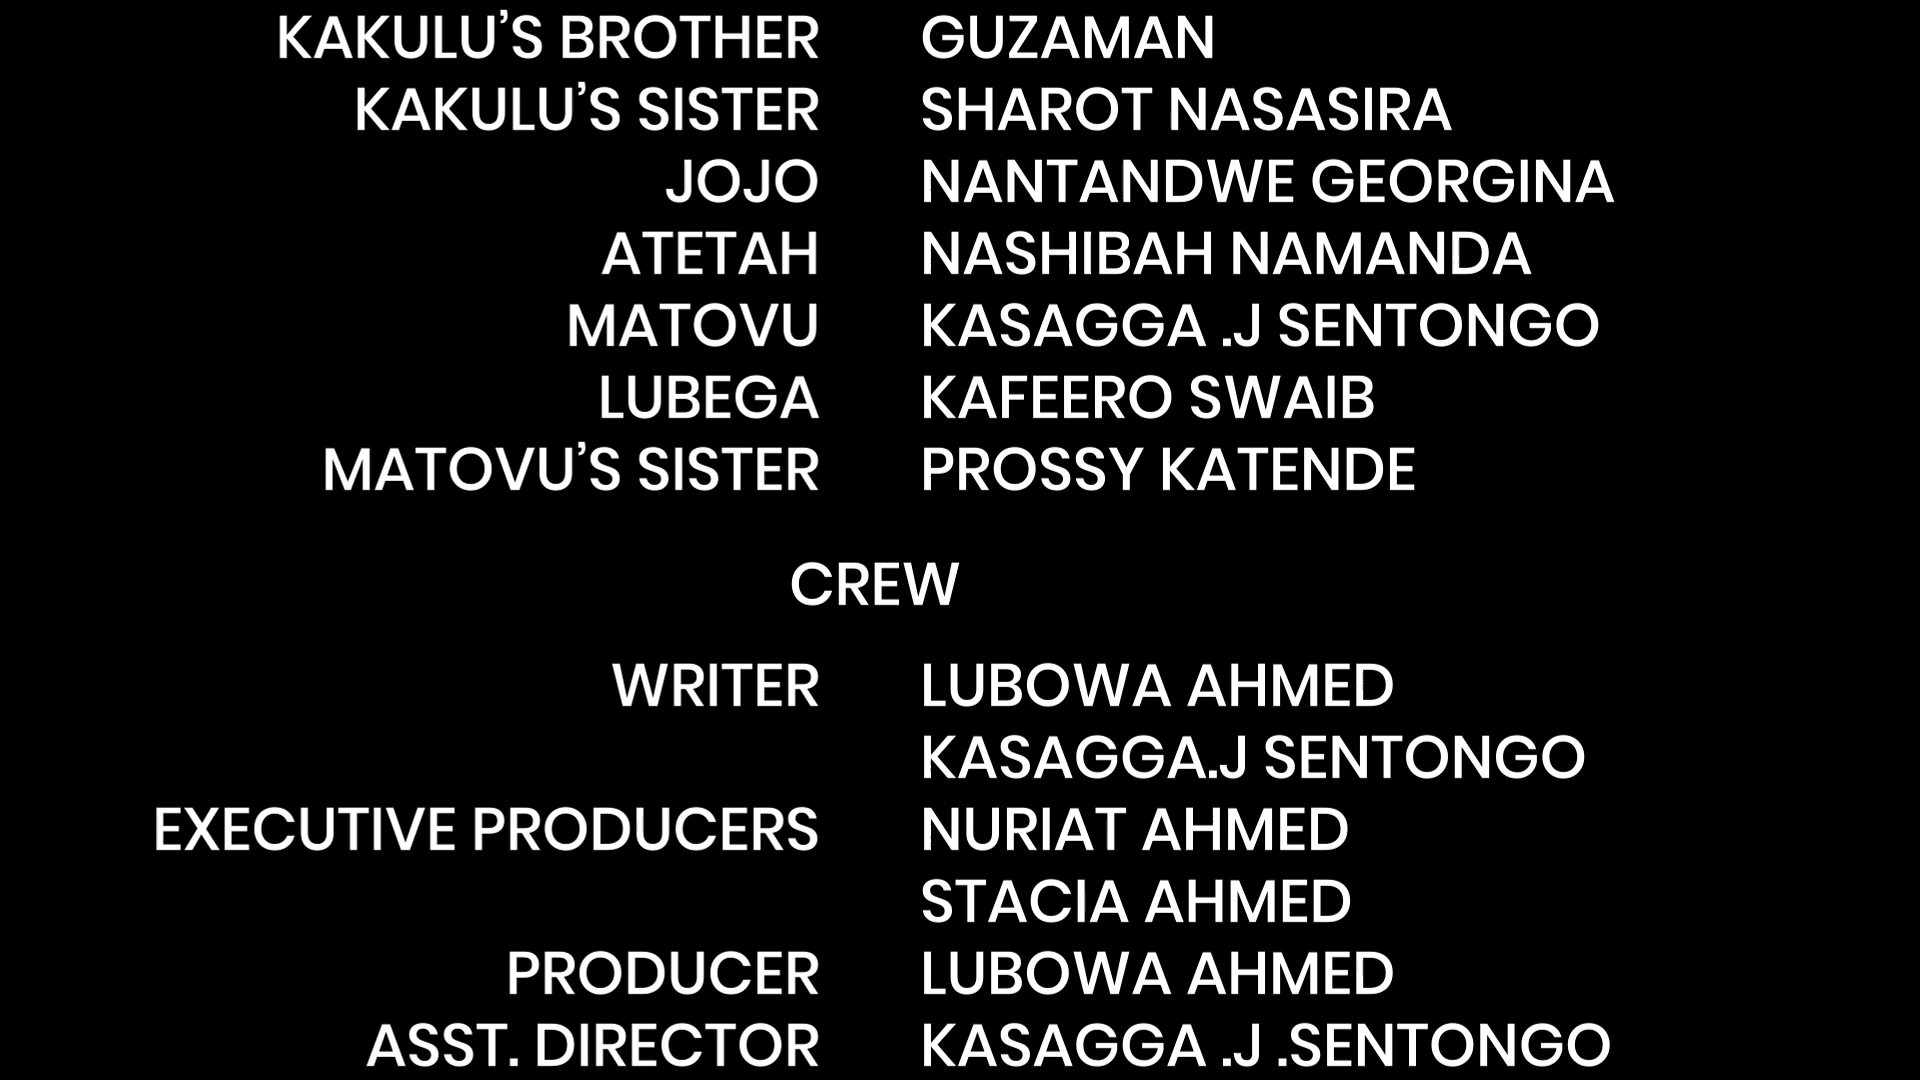 KAKULU’S BROTHER GUZAMAN
KAKULU’S SISTER SHAROT NASASIRA
JOJO NANTANDWE GEORGINA
ATETAH NASHIBAH NAMANDA
MATOVU KASAGGA .J SENTONGO
LUBEGA KAFEERO SWAIB
MATOVU’S SISTER PROSSY KATENDE
CREW
WRITER LUBOWA AHMED
KASAGGA.J SENTONGO
EXECUTIVE PRODUCERS NURIAT AHMED
STACIA AHMED
PRODUCER LUBOWA AHMED
ASST. DIRECTOR KASAGGA .J .SENTONGO